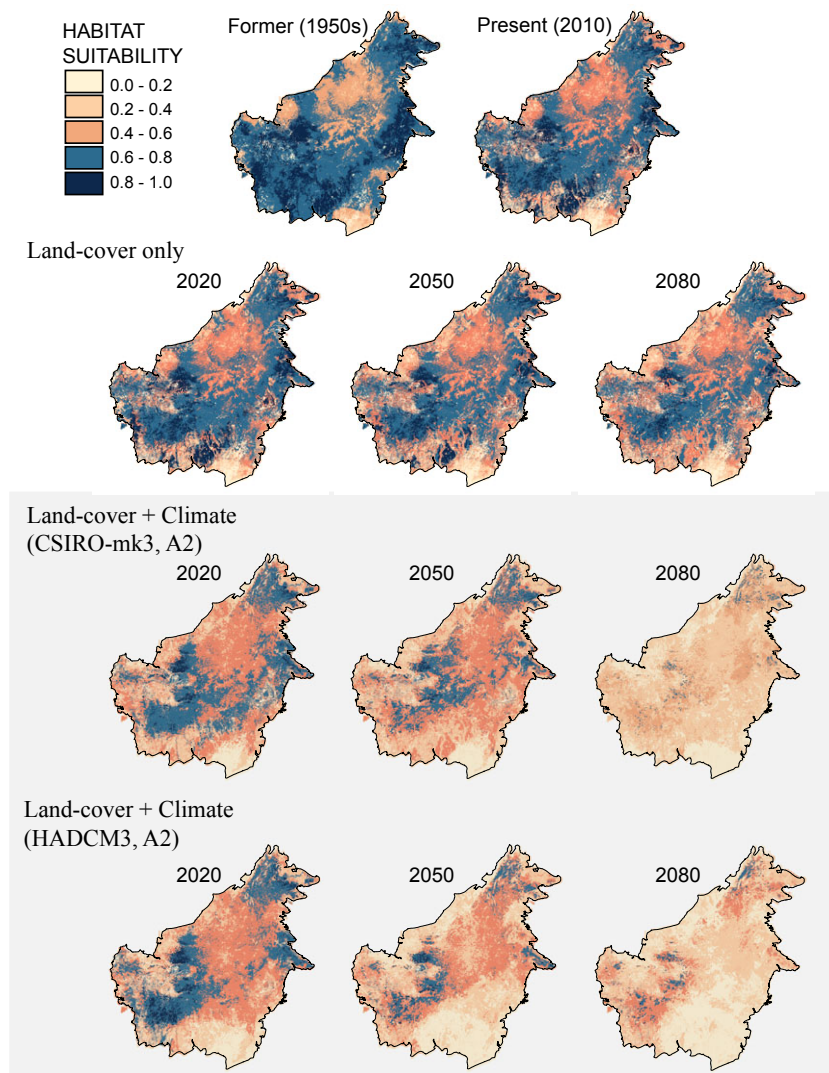 HABITAT
SUITABILITY
0.0 - 0.2
0.2 - 0.4
0.4 - 0.6
0.6 - 0.8
0.8 - 1.0
Former (1950s)
Present (2010)
Land-cover only
2020
2050
2080
Land-cover + Climate
(CSIRO-mk3, A2)
2020
2050
2080
Land-cover + Climate
(HADCM3, A2)
2020
2050
2080